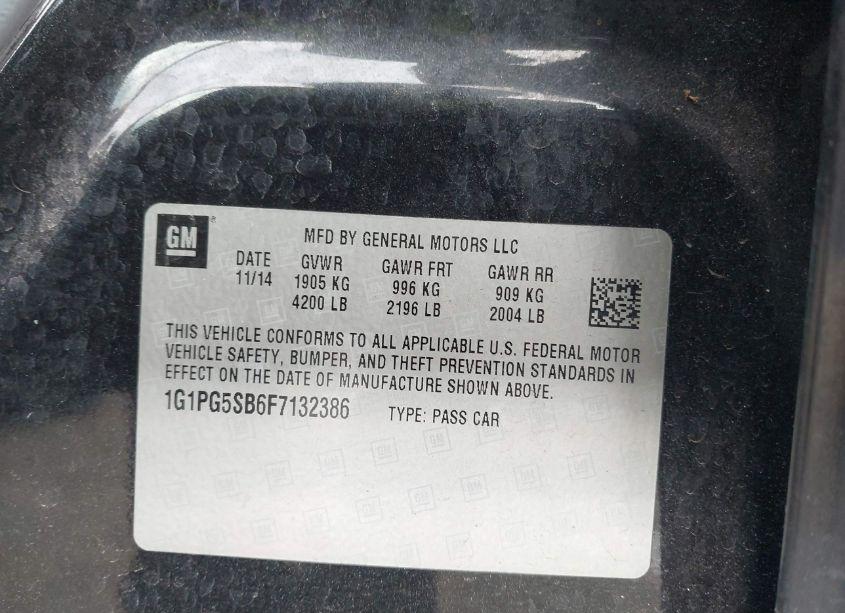 GM ®
MFD BY GENERAL MOTORS LLC
DATE GVWR GAWR FRT GAWR RR
11/14 1905 KG 996 KG 909 KG
4200 LB 2196 LB 2004 LB
THIS VEHICLE CONFORMS TO ALL APPLICABLE U.S. FEDERAL MOTOR
VEHICLE SAFETY, BUMPER, AND THEFT PREVENTION STANDARDS IN
EFFECT ON THE DATE OF MANUFACTURE SHOWN ABOVE.
1G1PG5SB6F7132386 TYPE: PASS CAR